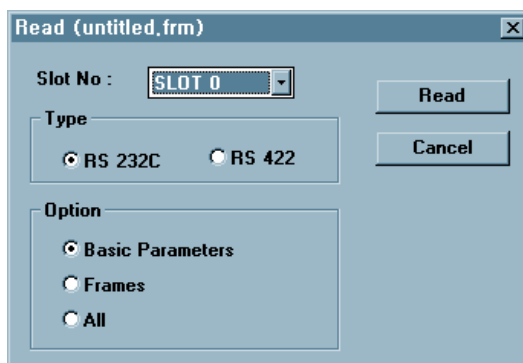 Read (untitled.frm)
Slot No :
SLOT 0
Read
Type
RS 232C
RS 422
Cancel
Option
Basic Parameters
Frames
All